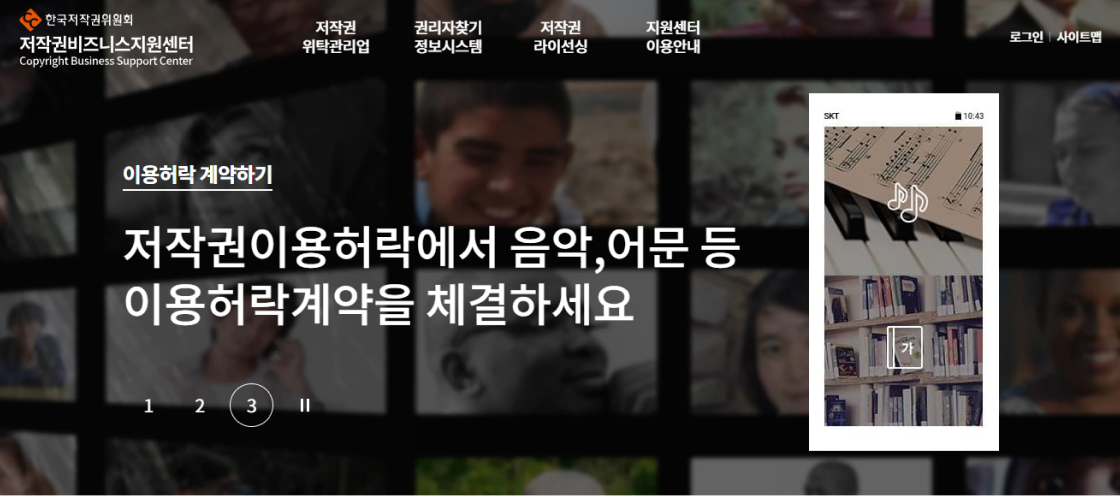 한국저작권위원회
저작권비즈니스지원센터
Copyright Business Support Center
저작권
위탁관리업
권리자찾기
정보시스템
저작권
라이선싱
지원센터
이용안내
로그인 | 사이트맵
이용허락 계약하기
저작권이용허락에서 음악,어문 등
이용허락계약을 체결하세요
1 2 3
SKT 10:43
가